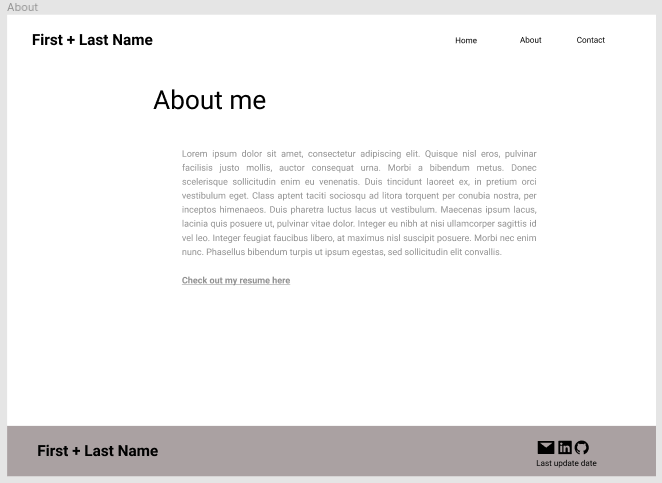 About
First + Last Name
Home About Contact
About me
Lorem ipsum dolor sit amet, consectetur adipiscing elit. Quisque nisl eros, pulvinar
facilisis justo mollis, auctor consequat urna. Morbi a bibendum metus. Donec
scelerisque sollicitudin enim eu venenatis. Duis tincidunt laoreet ex, in pretium orci
vestibulum eget. Class aptent taciti sociosqu ad litora torquent per conubia nostra, per
inceptos himenaeos. Duis pharetra luctus lacus ut vestibulum. Maecenas ipsum lacus,
lacinia quis posuere ut, pulvinar vitae dolor. Integer eu nibh at nisi ullamcorper sagittis id
vel leo. Integer feugiat faucibus libero, at maximus nisl suscipit posuere. Morbi nec enim
nunc. Phasellus bibendum turpis ut ipsum egestas, sed sollicitudin elit convallis.
Check out my resume here
First + Last Name
in
Last update date